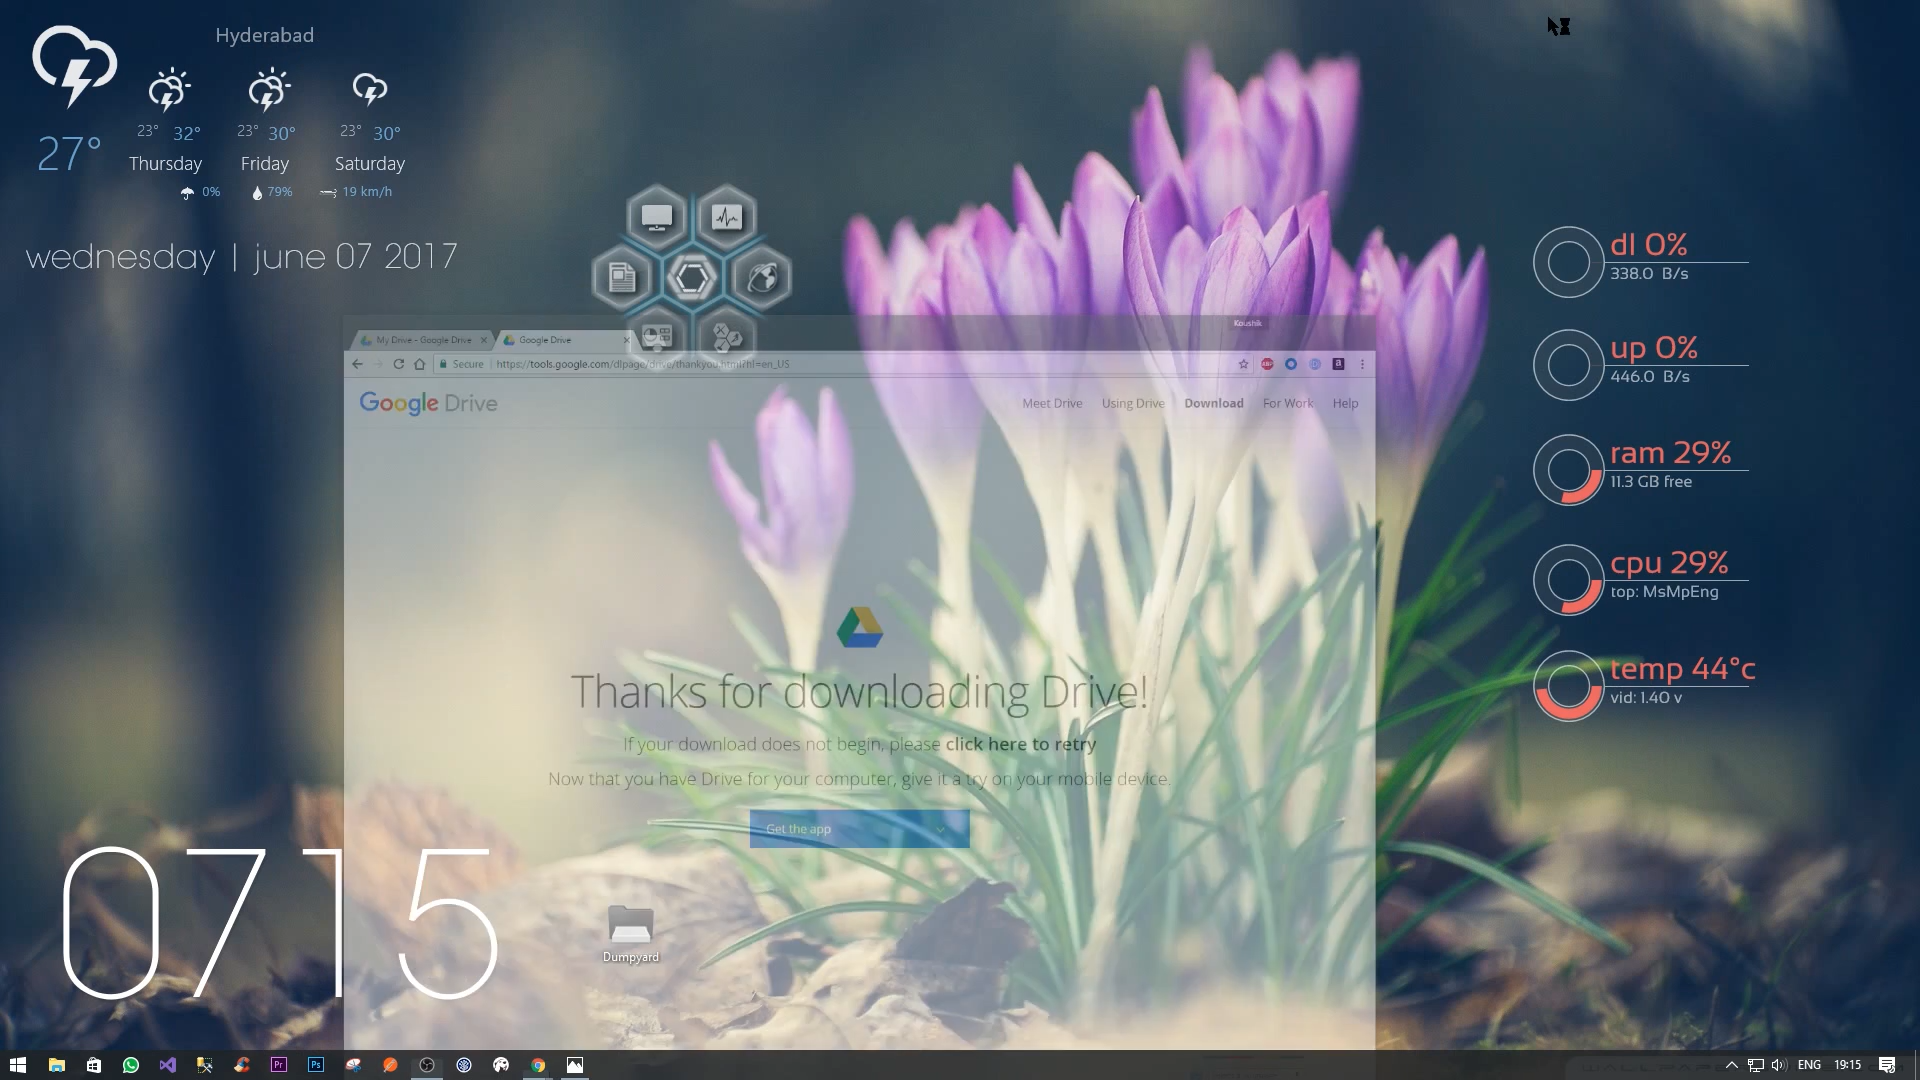 Hyderabad
23° 32° 23° 30° 23° 30°
27°
Thursday Friday Saturday
0% 79% 19 km/h
wednesday | june 07 2017
dl 0%
338.0 B/s
up 0%
446.0 B/s
ram 29%
11.3 GB free
cpu 29%
top: MsMpEng
temp 44°c
vid: 1.40 v
Koushik
My Drive - Google Drive Google Drive
Secure https://tools.google.com/dlpage/drive/thankyou.html?hl=en_US
Google Drive Meet Drive Using Drive Download For Work Help
Thanks for downloading Drive!
If your download does not begin, please click here to retry
Now that you have Drive for your computer, give it a try on your mobile device.
Get the app
0715
Dumpyard
Pr Ps
ENG 19:15